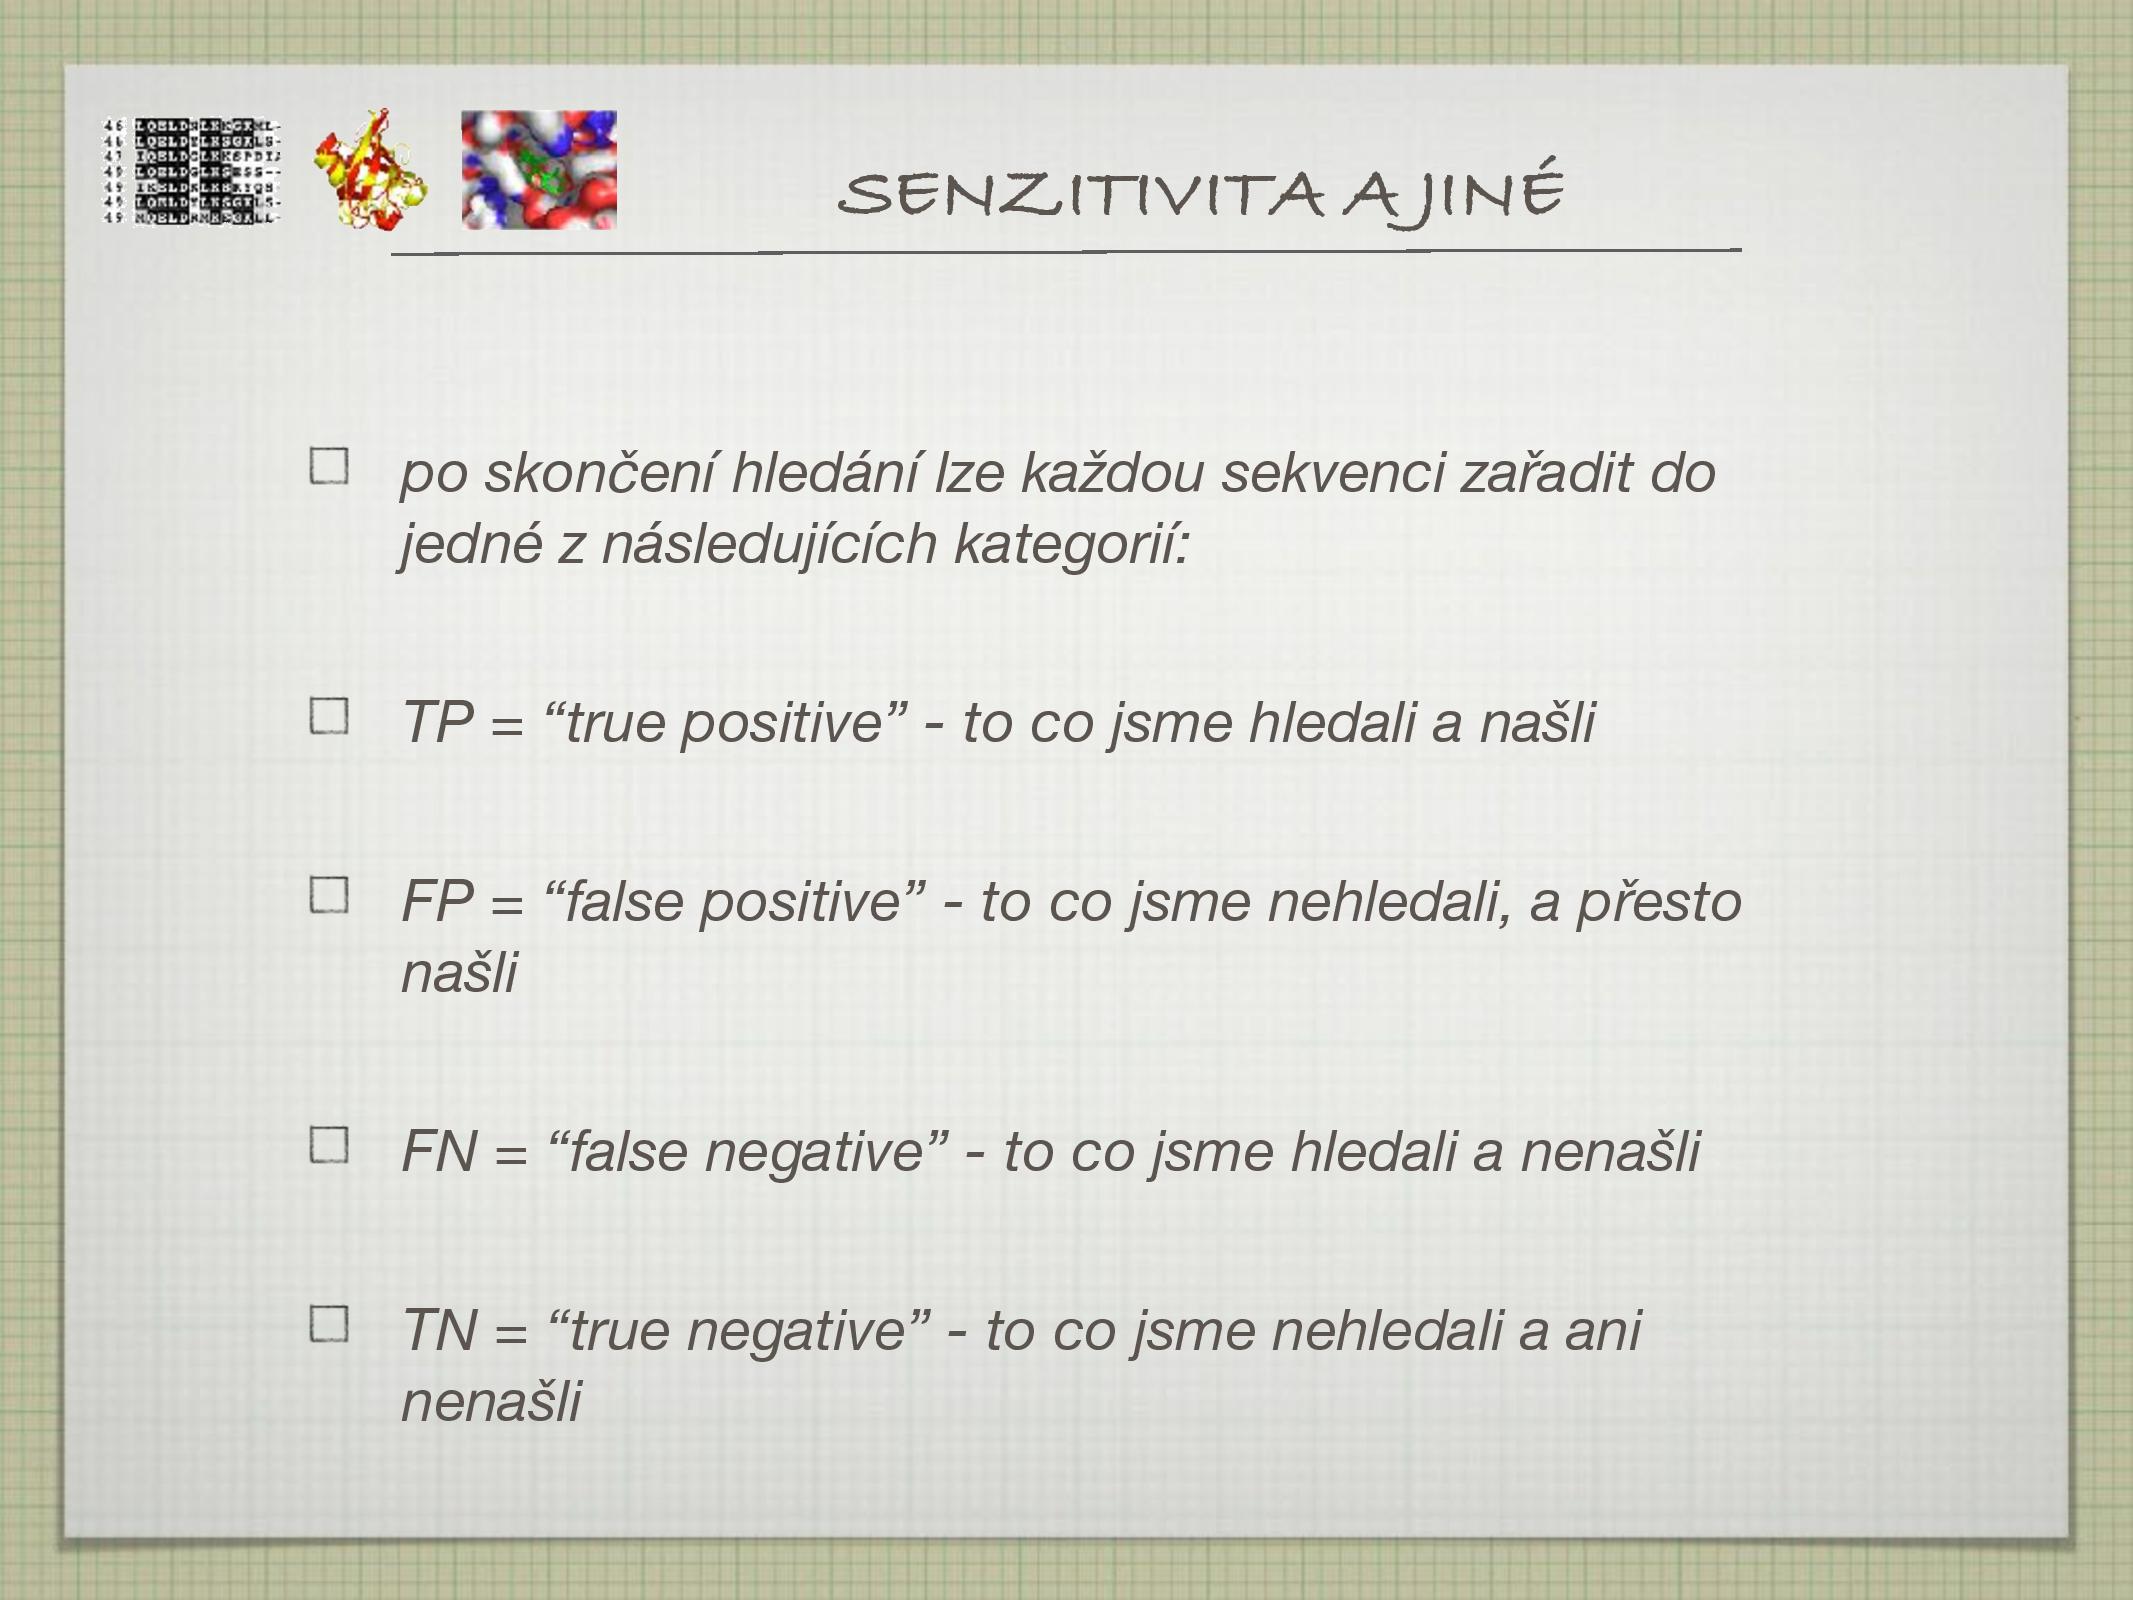 SENZITIVITA A JINÉ
po skončení hledání lze každou sekvenci zařadit do
jedné z následujících kategorií:
TP = “true positive” - to co jsme hledali a našli
FP = “false positive” - to co jsme nehledali, a přesto
našli
FN = “false negative” - to co jsme hledali a nenašli
TN = “true negative” - to co jsme nehledali a ani
nenašli